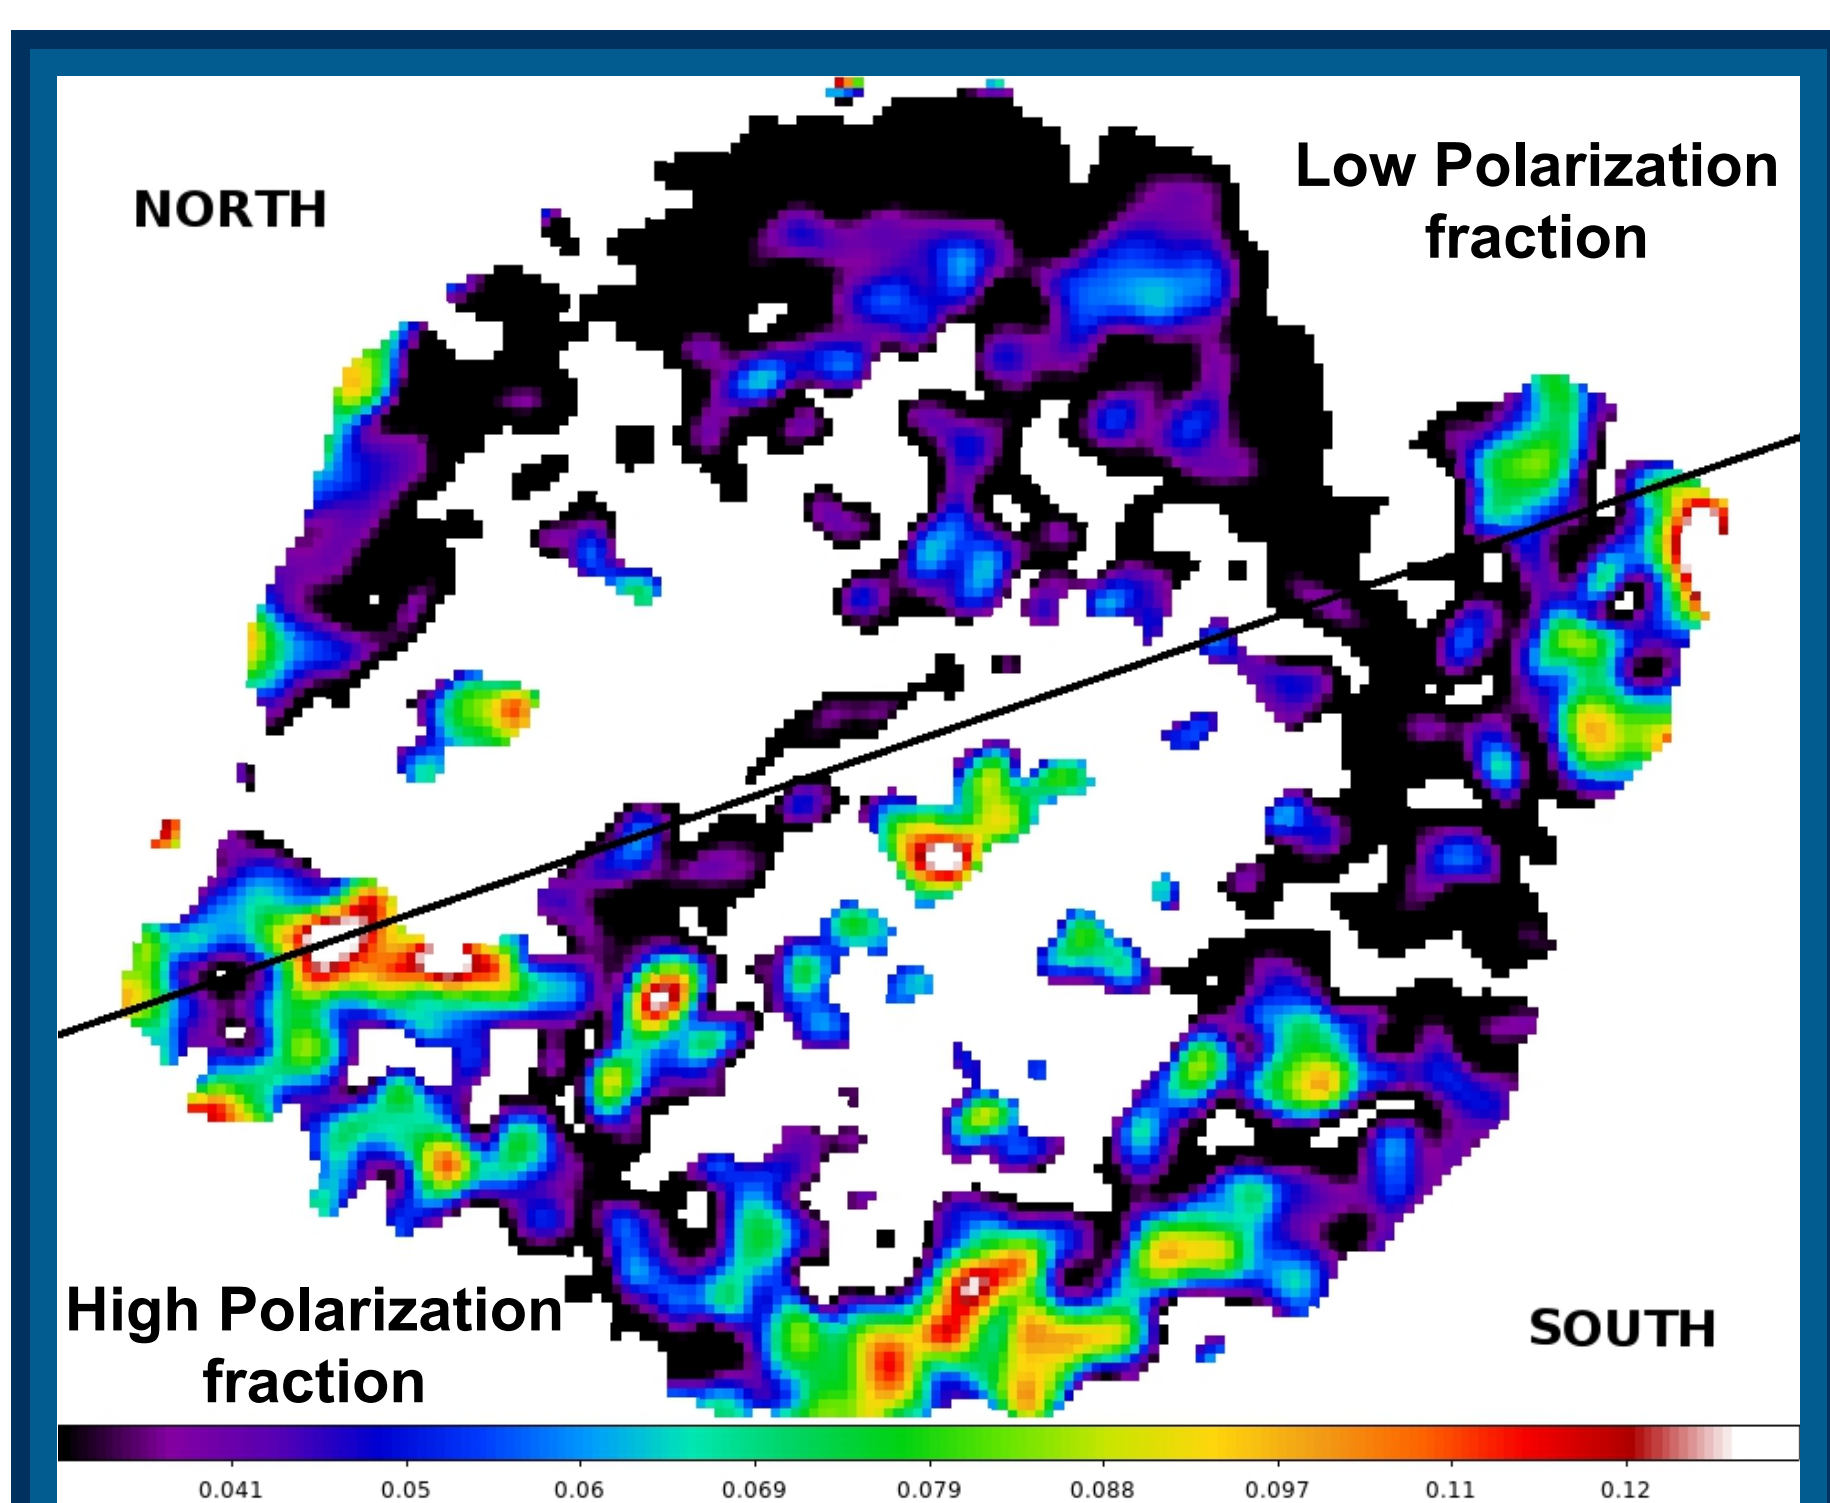 NORTH
Low Polarization
fraction
High Polarization
fraction
SOUTH
0.041 0.05 0.06 0.069 0.079 0.088 0.097 0.11 0.12